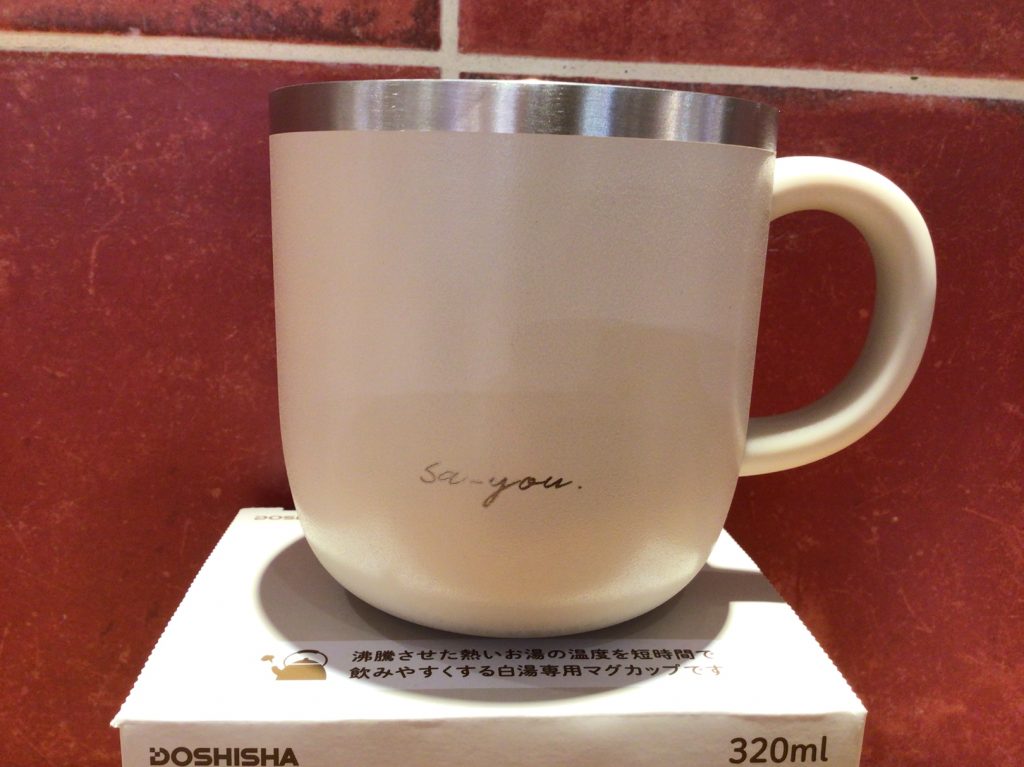 sa-you.
沸騰させた熱いお湯の温度を短時間で
飲みやすくする白湯専用マグカップです
DOSHISHA
320ml